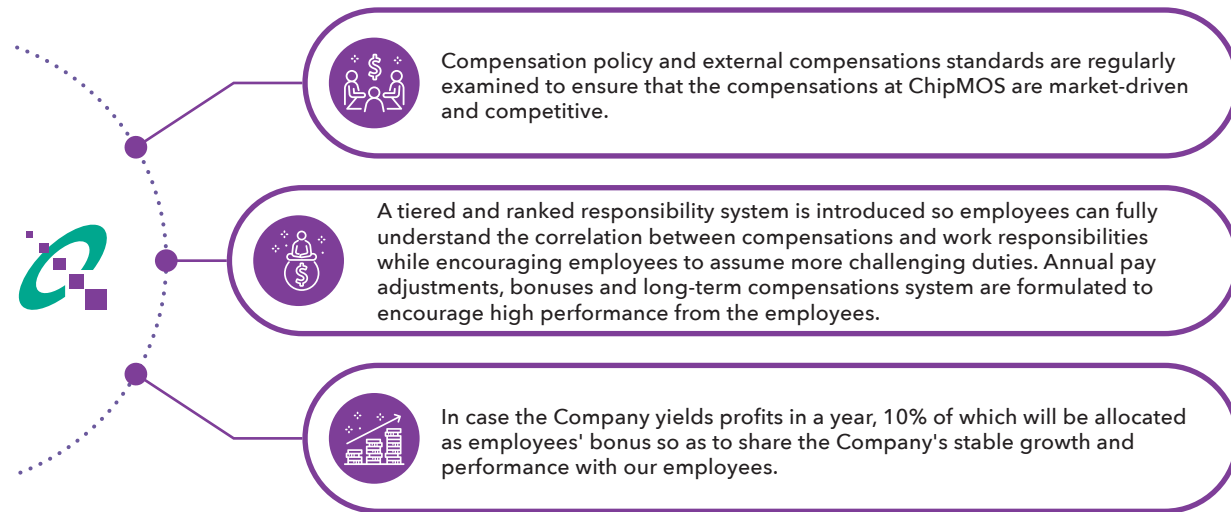 Compensation policy and external compensations standards are regularly
examined to ensure that the compensations at ChipMOS are market-driven
and competitive.
A tiered and ranked responsibility system is introduced so employees can fully
understand the correlation between compensations and work responsibilities
while encouraging employees to assume more challenging duties. Annual pay
adjustments, bonuses and long-term compensations system are formulated to
encourage high performance from the employees.
In case the Company yields profits in a year, 10% of which will be allocated
as employees' bonus so as to share the Company's stable growth and
performance with our employees.